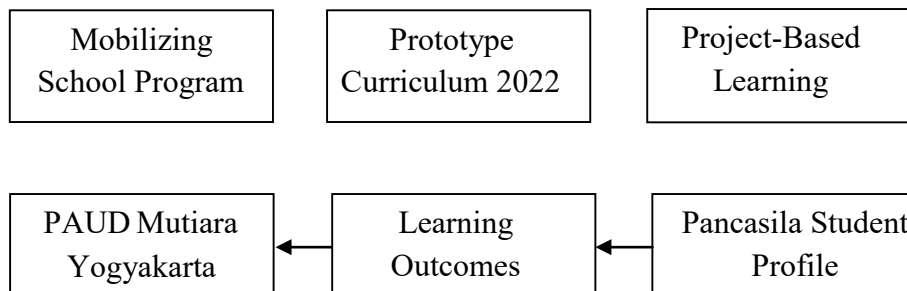 Mobilizing
School Program
Prototype
Curriculum 2022
Project-Based
Learning
PAUD Mutiara
Yogyakarta
Learning
Outcomes
Pancasila Student
Profile